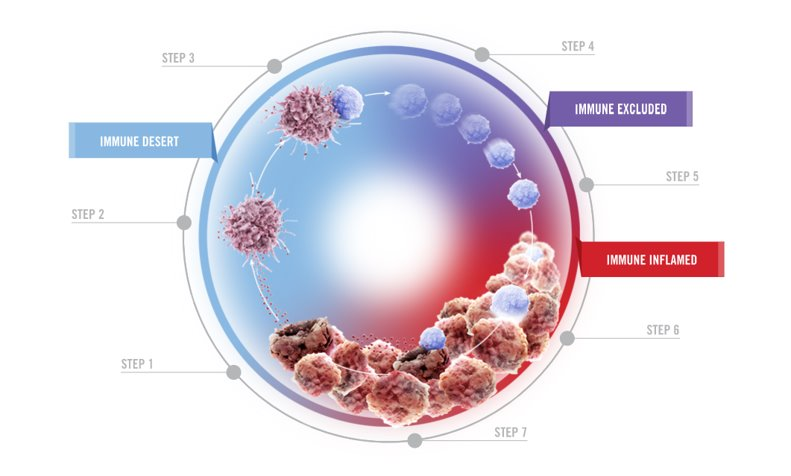 STEP 3
STEP 4
IMMUNE EXCLUDED
IMMUNE DESERT
STEP 5
STEP 2
IMMUNE INFLAMED
STEP 6
STEP 1
STEP 7